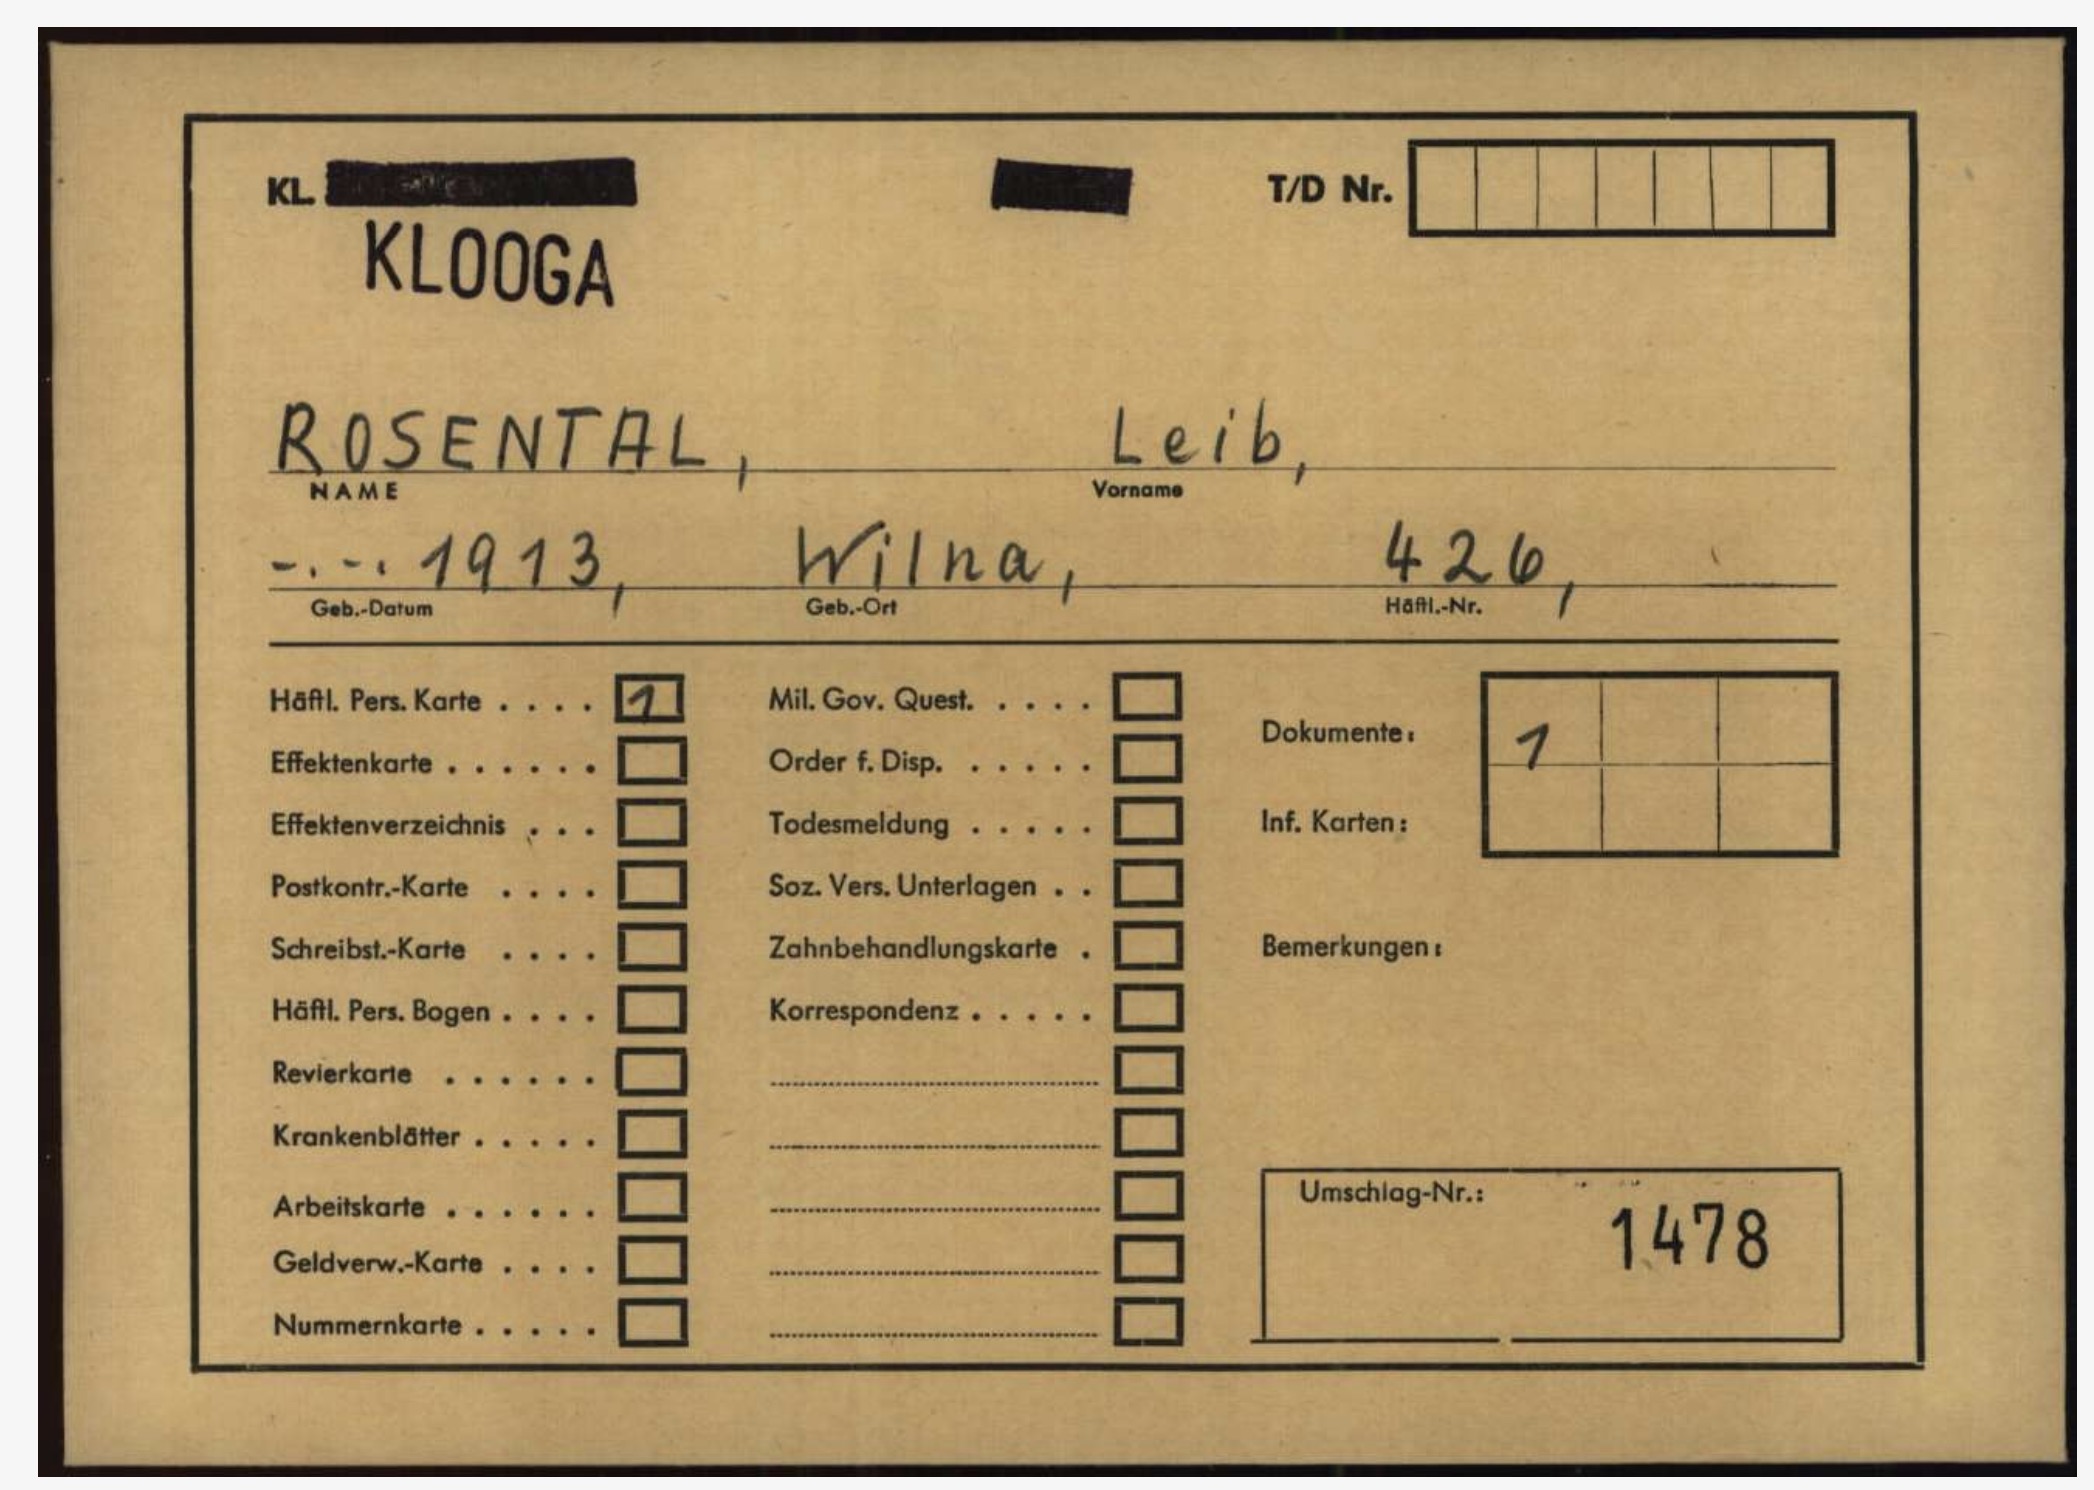 KL. T/D Nr.
KLOOGA
ROSENTAL, Leib,
NAME Vorname
-.-. 1913, Wilna, 426,
Geb.-Datum Geb.-Ort Häftl.-Nr.
Häftl. Pers. Karte . . . . 1 Mil. Gov. Quest. . . . . .
Dokumente: 1
Effektenkarte . . . . . . Order f. Disp. . . . . .
Effektenverzeichnis . . . Todesmeldung . . . . . Inf. Karten:
Postkontr.-Karte . . . . Soz. Vers. Unterlagen . .
Schreibst.-Karte . . . . Zahnbehandlungskarte . Bemerkungen:
Häftl. Pers. Bogen . . . . Korrespondenz . . . . .
Revierkarte . . . . . .
Krankenblätter . . . . .
Arbeitskarte . . . . . . Umschlag-Nr.: 1478
Geldverw.-Karte . . . .
Nummernkarte . . . . .